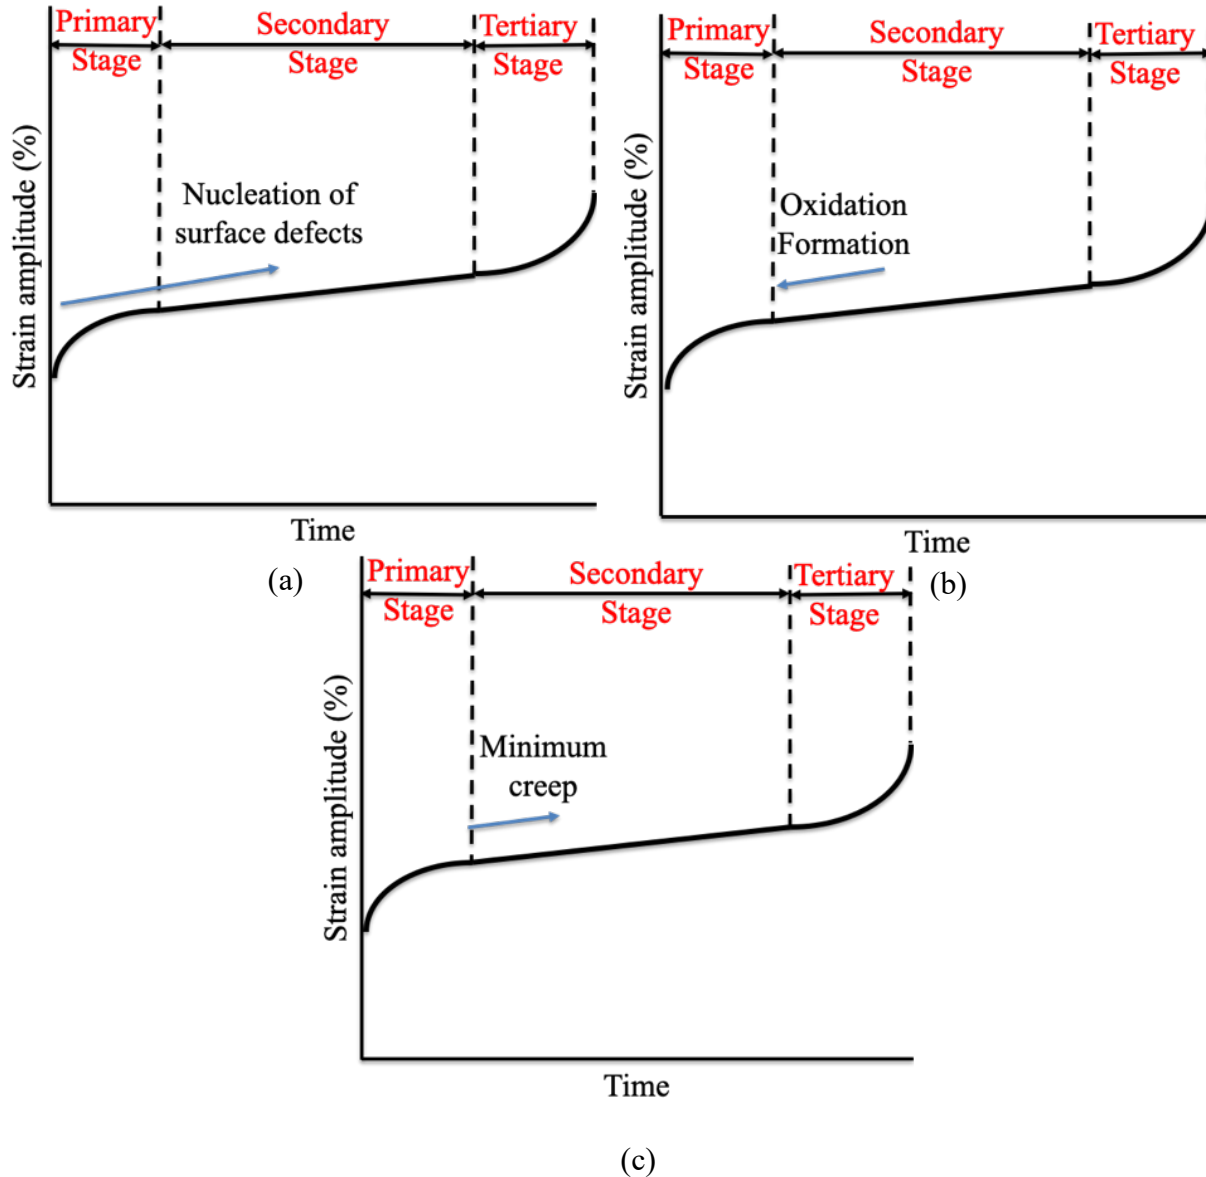 Primary
Stage
Secondary
Stage
Tertiary
Stage
Strain amplitude (%)
Nucleation of
surface defects
Time
(a)
Primary
Stage
Secondary
Stage
Tertiary
Stage
Strain amplitude (%)
Oxidation
Formation
Time
(b)
Primary
Stage
Secondary
Stage
Tertiary
Stage
Strain amplitude (%)
Minimum
creep
Time
(c)